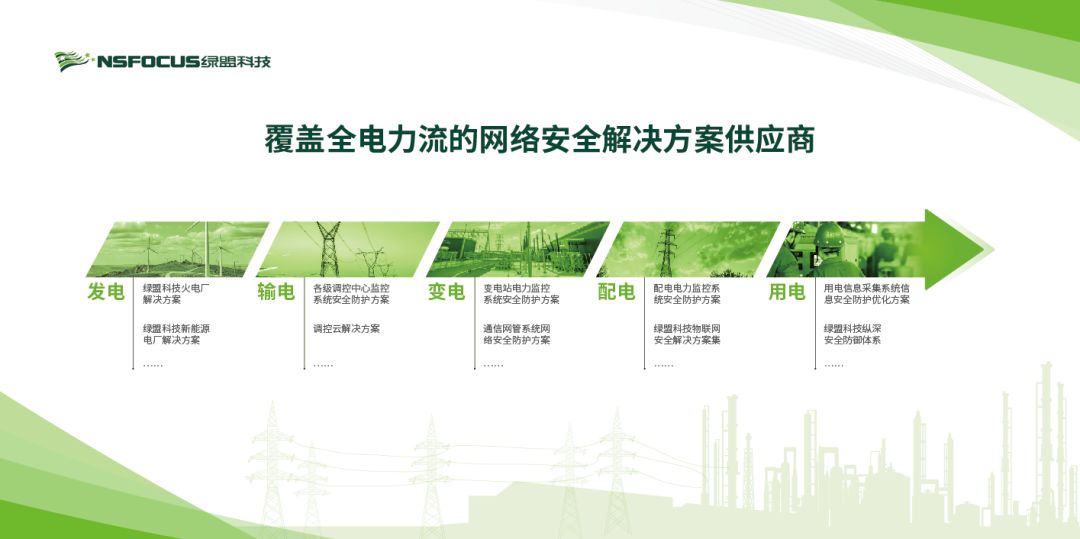 NSFOCUS绿盟科技
覆盖全电力流的网络安全解决方案供应商
发电
绿盟科技火电厂
解决方案
绿盟科技新能源
电厂解决方案
......
输电
各级调控中心监控
系统安全防护方案
调控云解决方案
......
变电
变电站电力监控
系统安全防护方案
通信网管系统网
络安全防护方案
......
配电
配电电力监控系
统安全防护方案
绿盟科技物联网
安全解决方案集
......
用电
用电信息采集系统信
息安全防护优化方案
绿盟科技纵深
安全防御体系
......